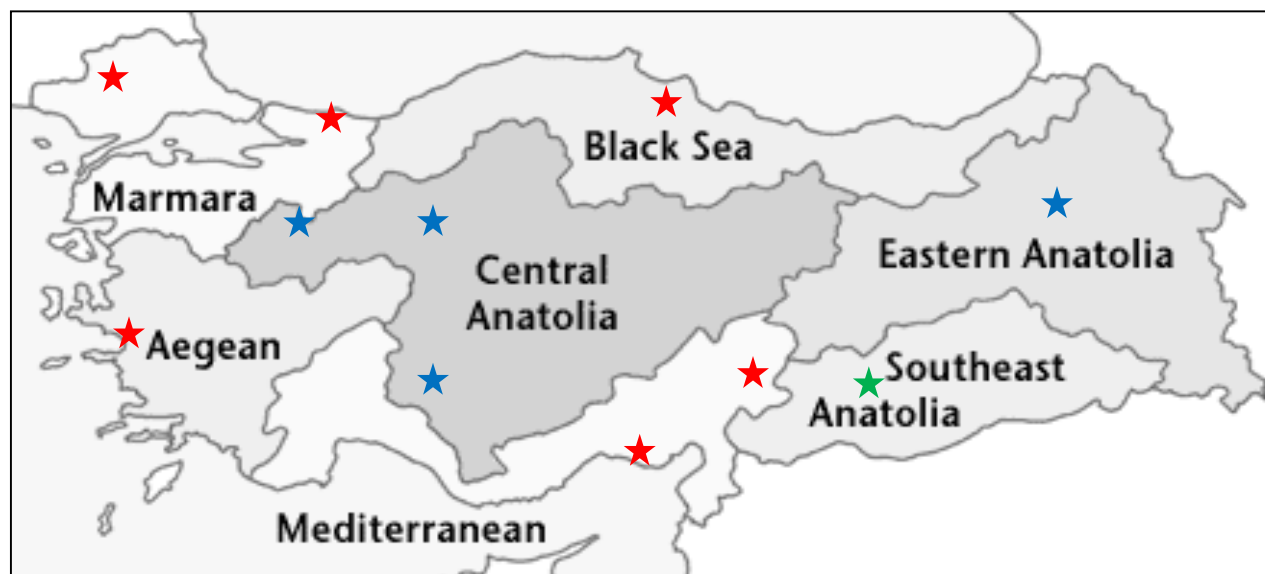 Black Sea
Marmara
Eastern Anatolia
Central
Anatolia
Aegean
Southeast
Anatolia
Mediterranean